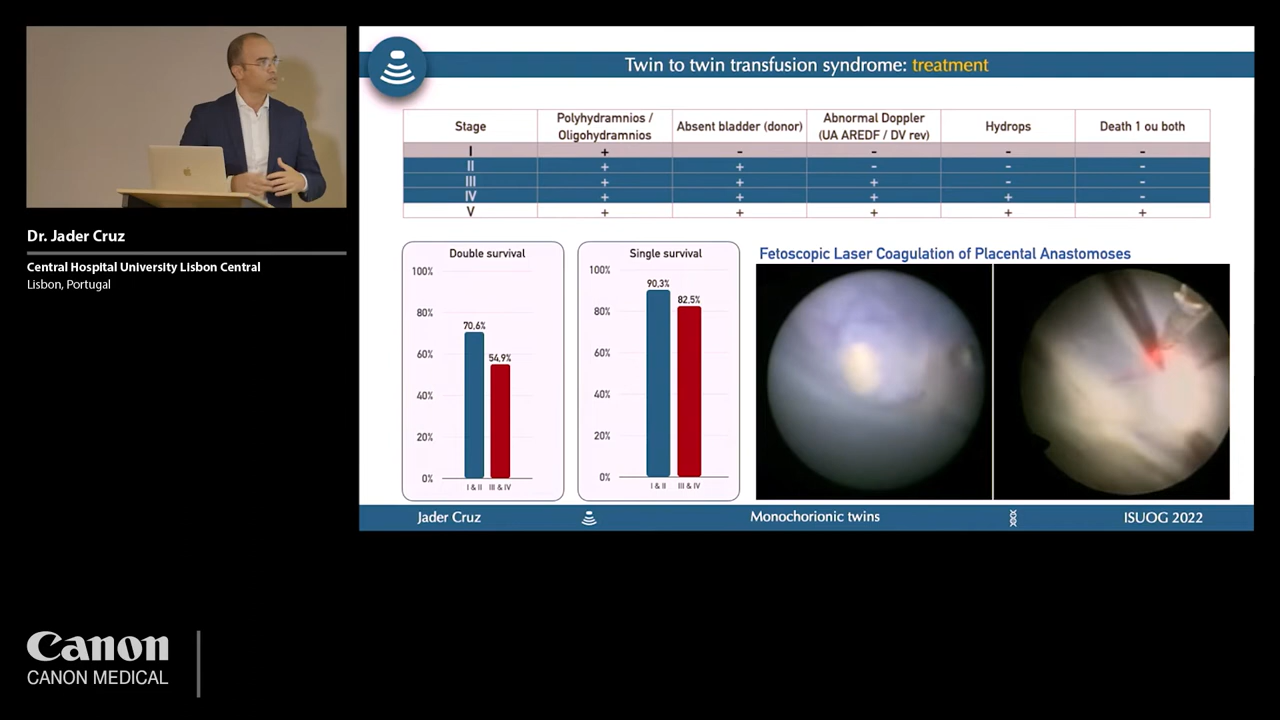 Twin to twin transfusion syndrome: treatment
Stage
Polyhydramnios /
Oligohydramnios
Absent bladder (donor)
Abnormal Doppler
(UA AREDF / DV rev)
Hydrops
Death 1 ou both
I + - - - -
II + + - - -
III + + + - -
IV + + + + -
V + + + + +
Dr. Jader Cruz
Central Hospital University Lisbon Central
Lisbon, Portugal
Double survival
100%
80%
60%
40%
20%
0%
70,6%
54,9%
I & II III & IV
Single survival
100%
80%
60%
40%
20%
0%
90,3%
82,5%
I & II III & IV
Fetoscopic Laser Coagulation of Placental Anastomoses
Jader Cruz
Monochorionic twins
ISUOG 2022
Canon
CANON MEDICAL